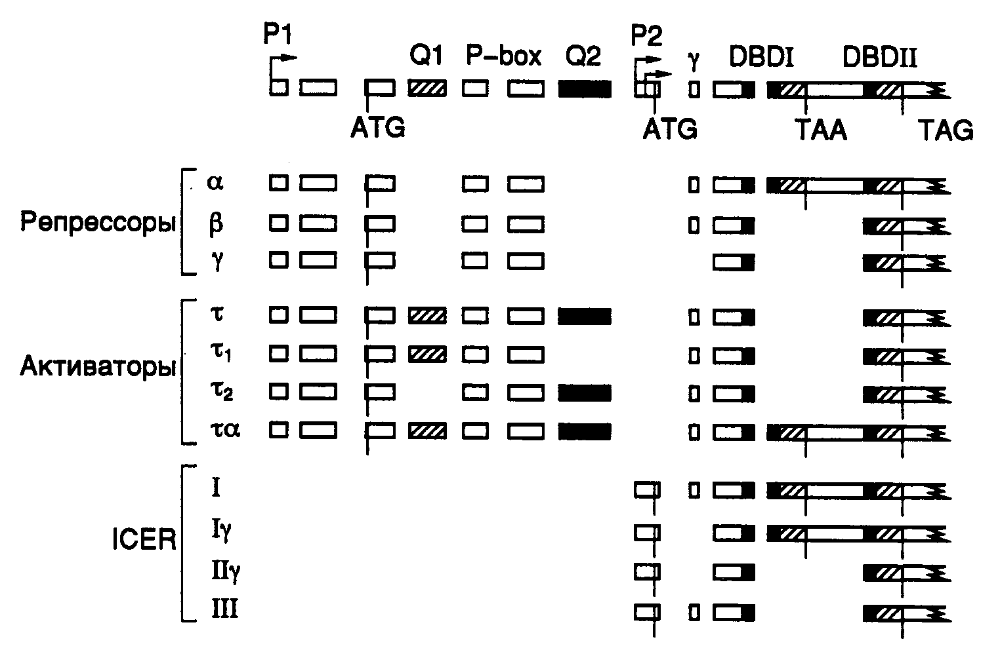 P1 Q1 P-box Q2 P2 γ DBDI DBDII
ATG ATG TAA TAG
Репрессоры
α
β
γ
Активаторы
τ
τ₁
τ₂
τα
ICER
I
Iγ
IIγ
III